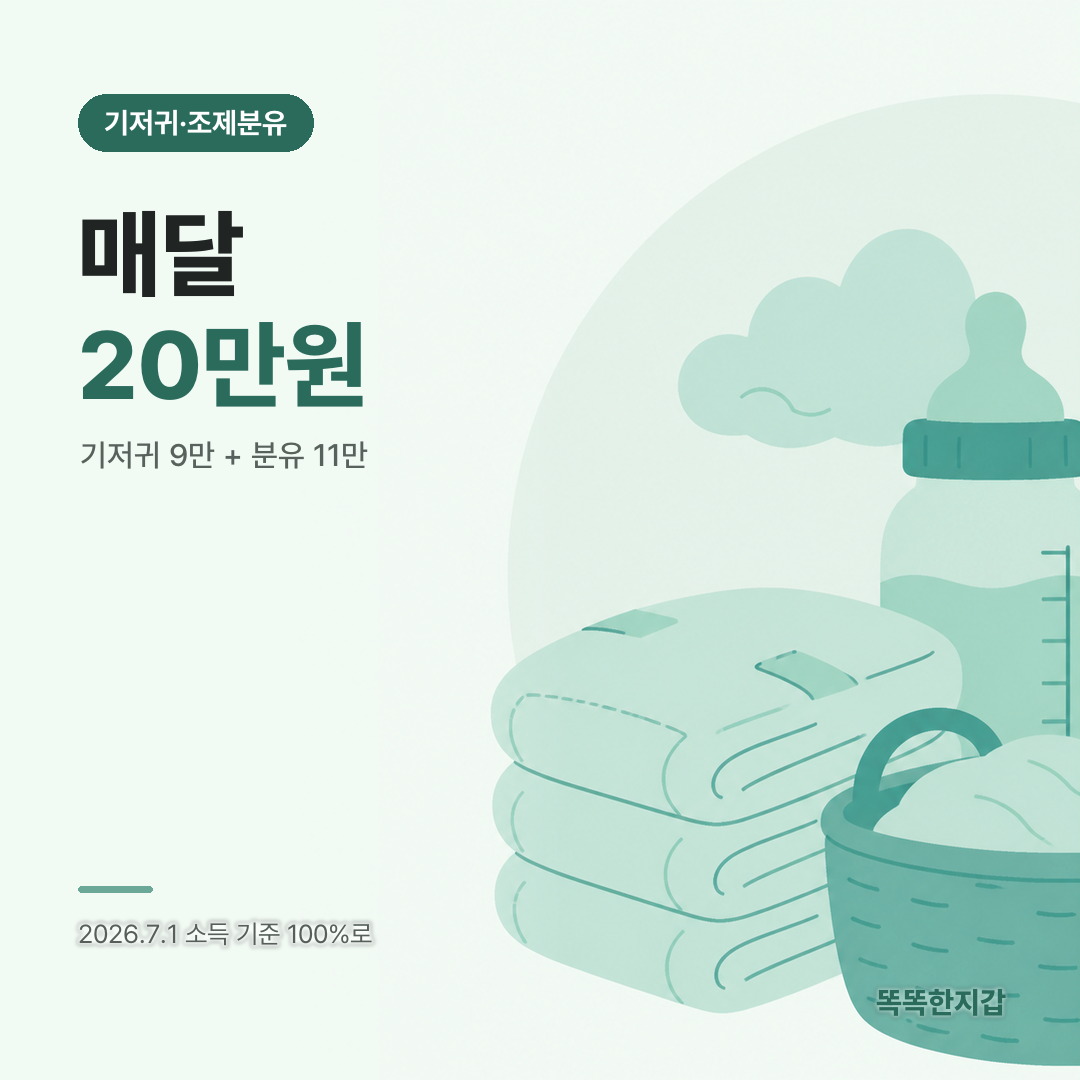 기저귀·조제분유
매달
20만원
기저귀 9만 + 분유 11만
2026.7.1 소득 기준 100%로
똑똑한지갑